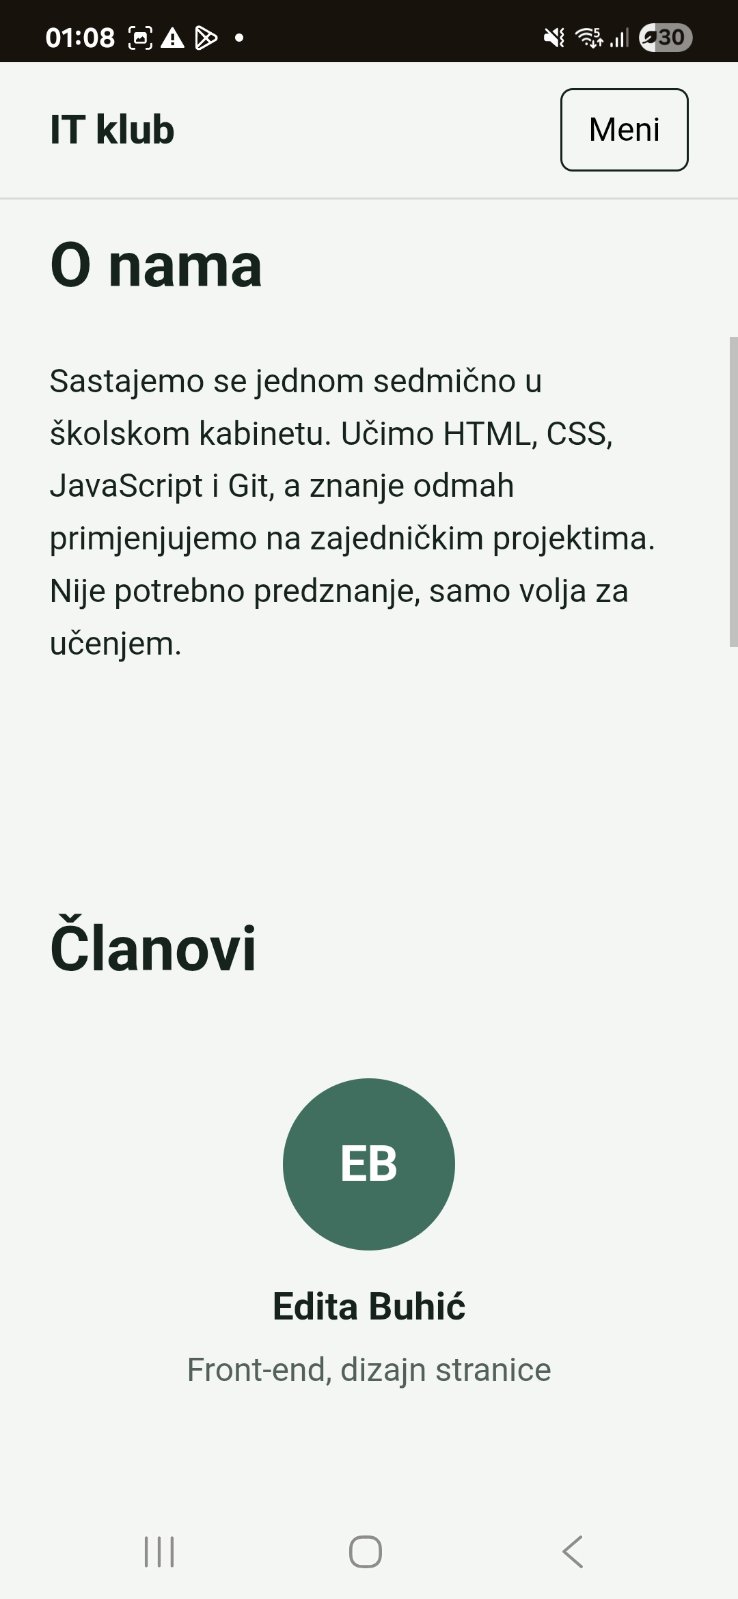 01:08
5
30
IT klub
Meni
O nama
Sastajemo se jednom sedmično u
školskom kabinetu. Učimo HTML, CSS,
JavaScript i Git, a znanje odmah
primjenjujemo na zajedničkim projektima.
Nije potrebno predznanje, samo volja za
učenjem.
Članovi
EB
Edita Buhić
Front-end, dizajn stranice